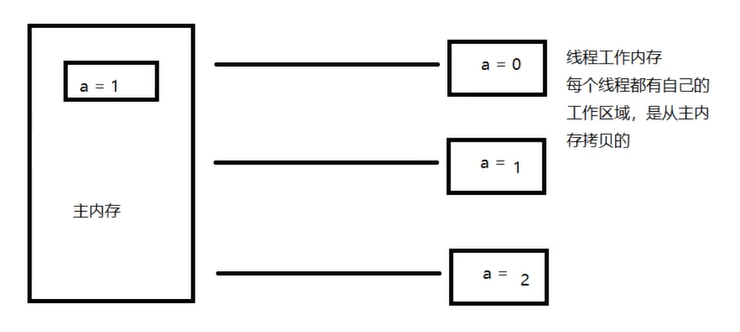 a = 1
主内存
a = 0
a = 1
a = 2
线程工作内存
每个线程都有自己的
工作区域，是从主内
存拷贝的